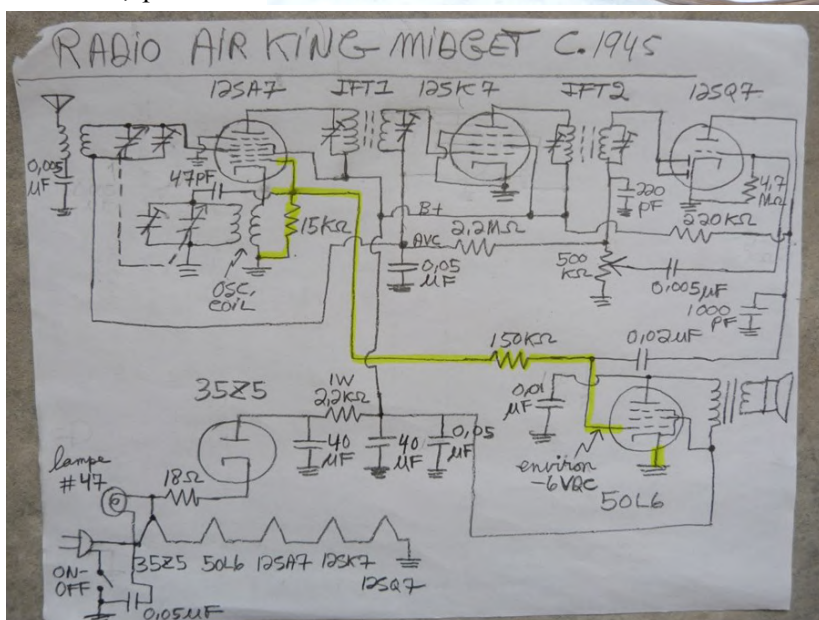 RADIO AIR KING MIDGET C.1945
12SA7 IFT1 12SK7 IFT2 12SQ7
0,005
µF
47PF
15KΩ
OSC.
COIL
B+
AVC
2.2MΩ
0,05
µF
220
PF
4,7
MΩ
220KΩ
500
KΩ
0,005µF
1000
PF
150KΩ
0,02µF
35Z5
1W
2,2KΩ
40
µF
40
µF
0,05
µF
0,01
µF
environ
-6VDC
50L6
lampe
#47
18Ω
ON-
OFF
0,05µF
35Z5 50L6 12SA7 12SK7
12SQ7